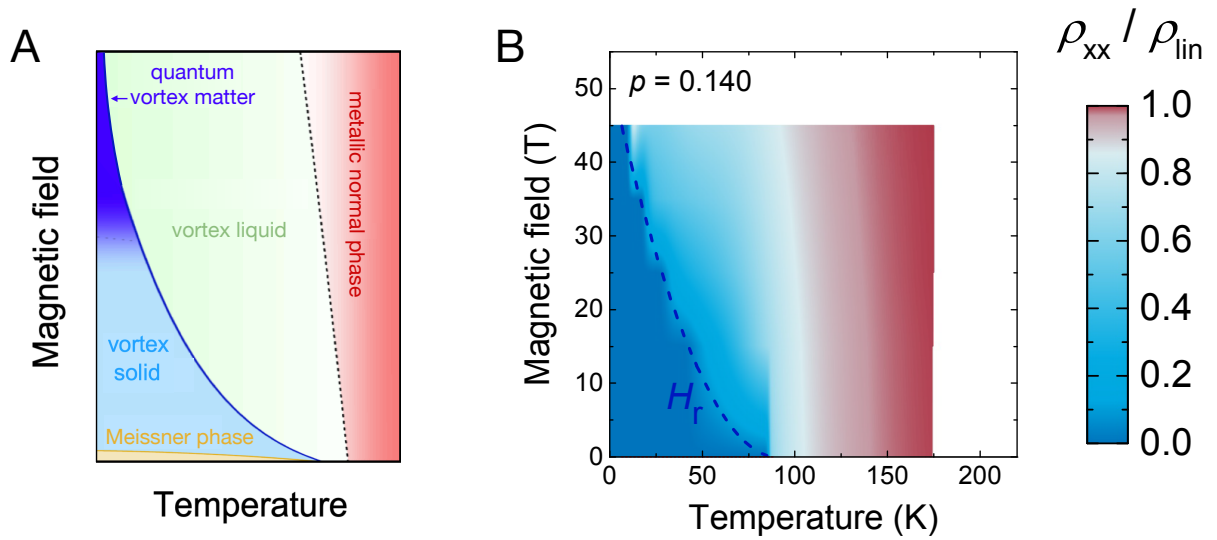 A
quantum
vortex matter
vortex liquid
metallic normal phase
vortex
solid
Meissner phase
Magnetic field
Temperature
B
p = 0.140
H_r
50
40
30
20
10
0
Magnetic field (T)
0 50 100 150 200
Temperature (K)
ρxx / ρlin
1.0
0.8
0.6
0.4
0.2
0.0